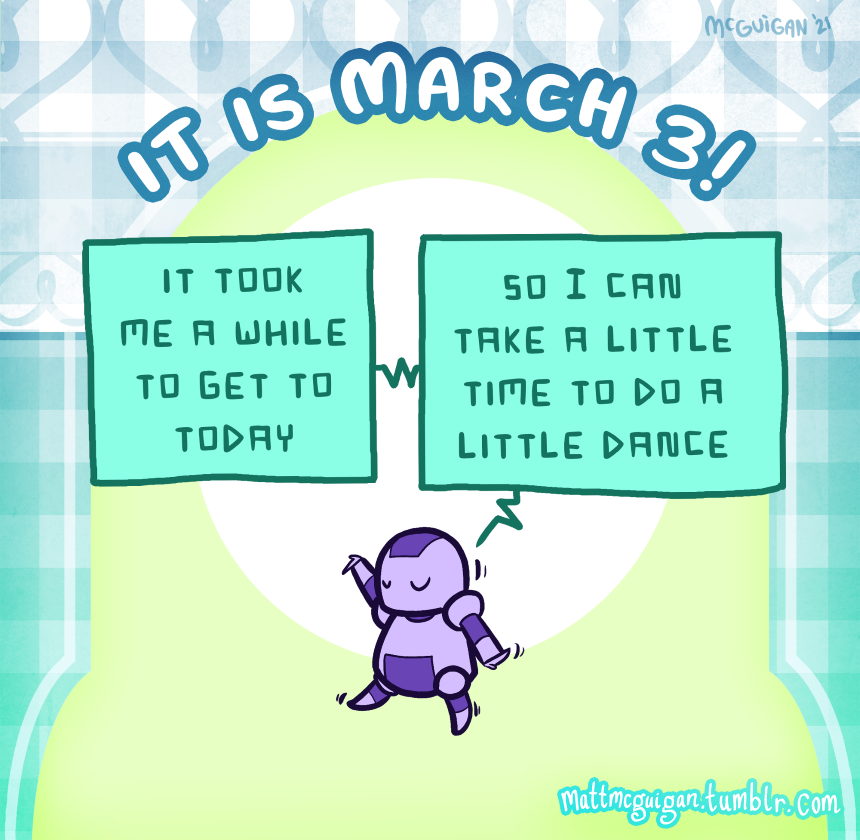 McGUiGAN '21
IT IS MARCH 3!
IT TOOK
ME A WHILE
TO GET TO
TODAY
SO I CAN
TAKE A LITTLE
TIME TO DO A
LITTLE DANCE
mattmcguigan.tumblr.com